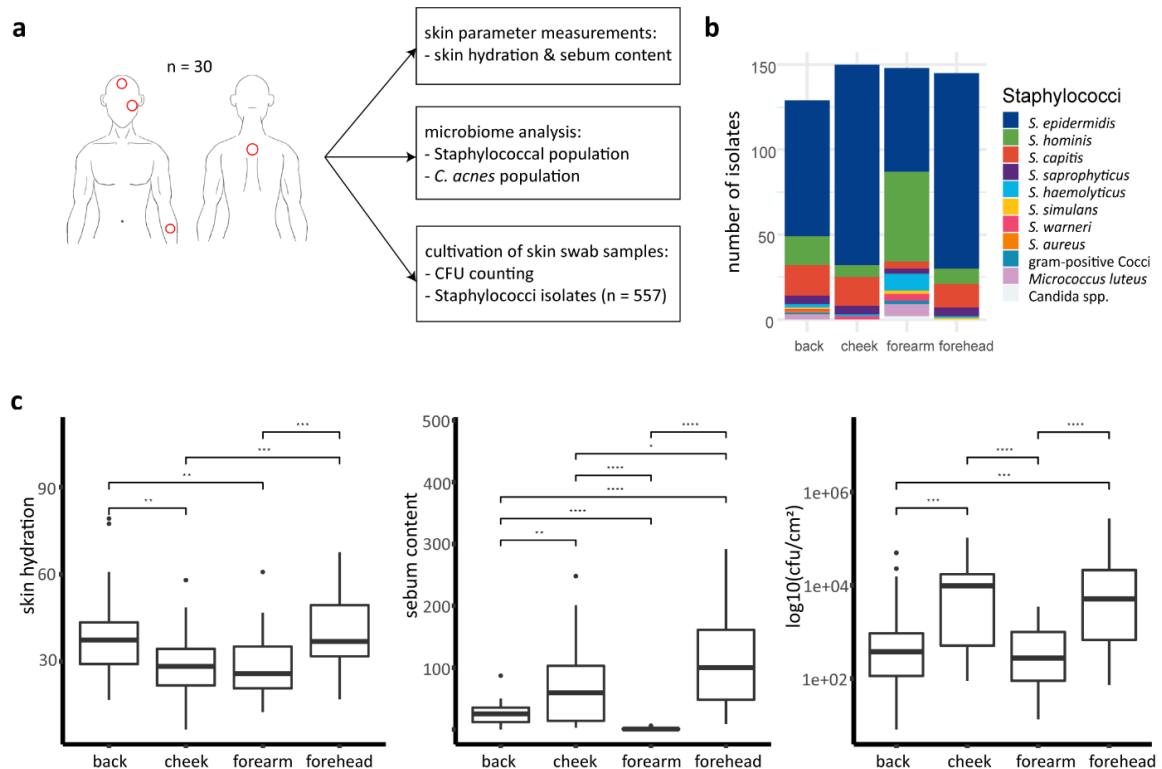 a
n = 30
skin parameter measurements:
- skin hydration & sebum content
microbiome analysis:
- Staphylococcal population
- C. acnes population
cultivation of skin swab samples:
- CFU counting
- Staphylococci isolates (n = 557)
b
number of isolates
150
100
50
0
back cheek forearm forehead
Staphylococci
S. epidermidis
S. hominis
S. capitis
S. saprophyticus
S. haemolyticus
S. simulans
S. warneri
S. aureus
gram-positive Cocci
Micrococcus luteus
Candida spp.
c
skin hydration
90
60
30
***
***
**
**
back cheek forearm forehead
sebum content
500
400
300
200
100
****
*
****
****
****
**
back cheek forearm forehead
log10(cfu/cm²)
1e+06
1e+04
1e+02
****
****
***
***
back cheek forearm forehead